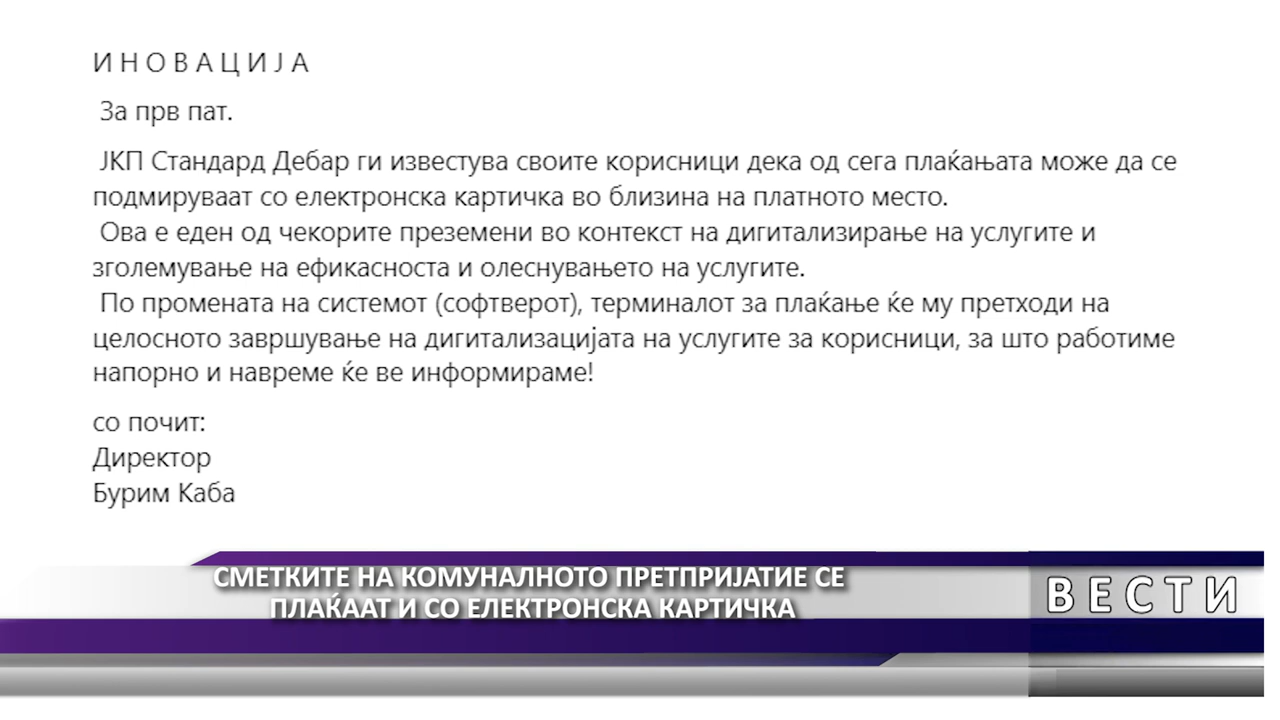 И Н О В А Ц И Ј А
За прв пат.
ЈКП Стандард Дебар ги известува своите корисници дека од сега плаќањата може да се
подмируваат со електронска картичка во близина на платното место.
Ова е еден од чекорите преземени во контекст на дигитализирање на услугите и
зголемување на ефикасноста и олеснувањето на услугите.
По промената на системот (софтверот), терминалот за плаќање ќе му претходи на
целосното завршување на дигитализацијата на услугите за корисници, за што работиме
напорно и навреме ќе ве информираме!
со почит:
Директор
Бурим Каба
СМЕТКИТЕ НА КОМУНАЛНОТО ПРЕТПРИЈАТИЕ СЕ
ПЛАЌААТ И СО ЕЛЕКТРОНСКА КАРТИЧКА
ВЕСТИ